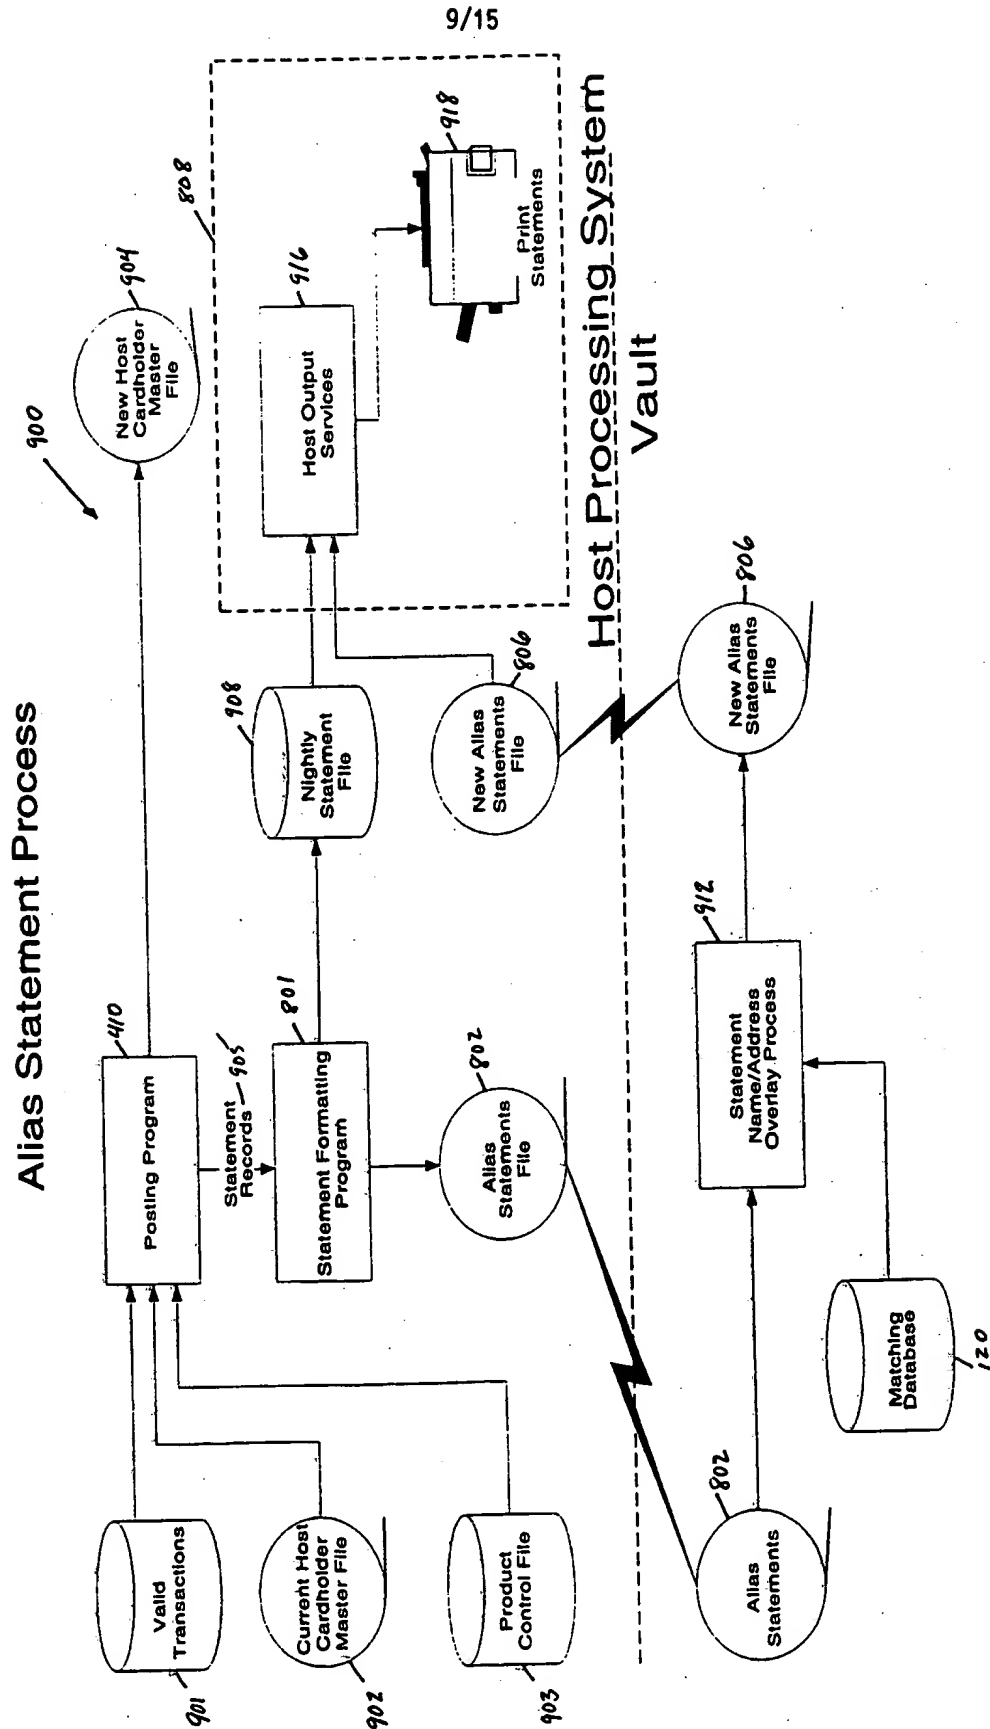 9/15
Alias Statement Process
900
Valid
Transactions
901
Current Host
Cardholder
Master File
902
Product
Control File
903
Posting Program
410
Statement
Records
905
Statement Formatting
Program
801
Alias
Statements
File
802
New Host
Cardholder
Master
File
904
Nightly
Statement
File
908
New Alias
Statements
File
806
808
Host Output
Services
916
918
Print
Statements
Host Processing System
Vault
Alias
Statements
802
Matching
Database
120
Statement
Name/Address
Overlay Process
912
New Alias
Statements
File
806